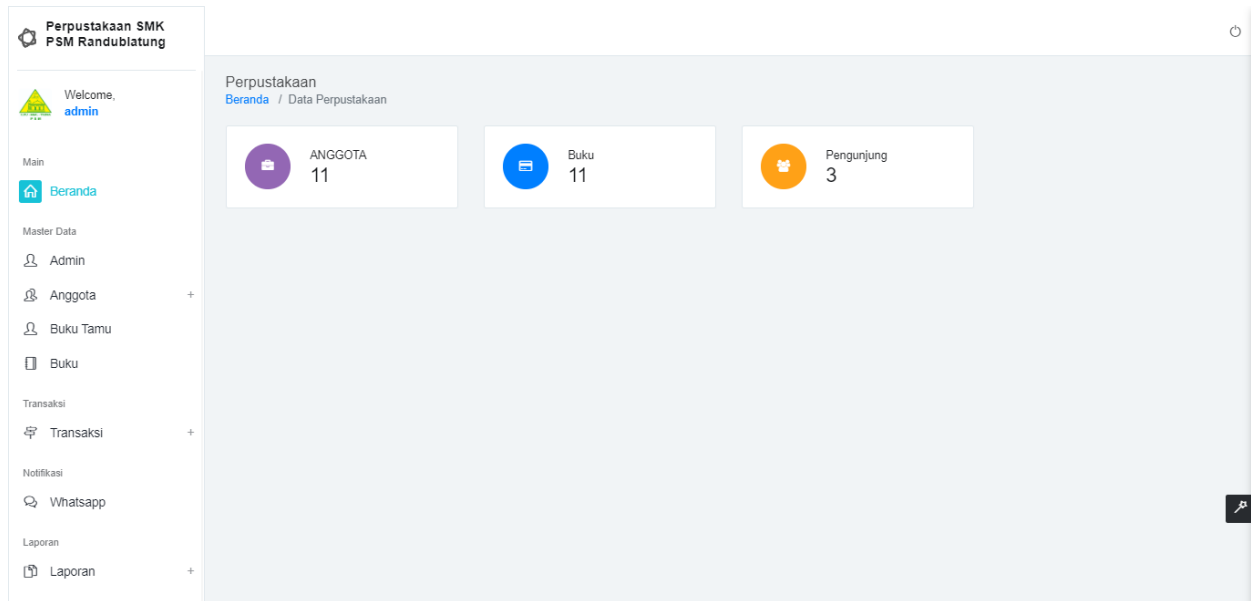 Perpustakaan SMK
PSM Randublatung
Welcome,
admin
Main
Beranda
Master Data
Admin
Anggota +
Buku Tamu
Buku
Transaksi
Transaksi +
Notifikasi
Whatsapp
Laporan
Laporan +
Perpustakaan
Beranda / Data Perpustakaan
ANGGOTA
11
Buku
11
Pengunjung
3